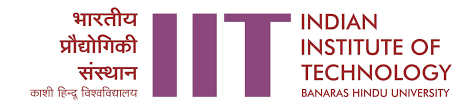 भारतीय
प्रौद्योगिकी
संस्थान
काशी हिन्दू विश्वविद्यालय
IIT
INDIAN
INSTITUTE OF
TECHNOLOGY
BANARAS HINDU UNIVERSITY